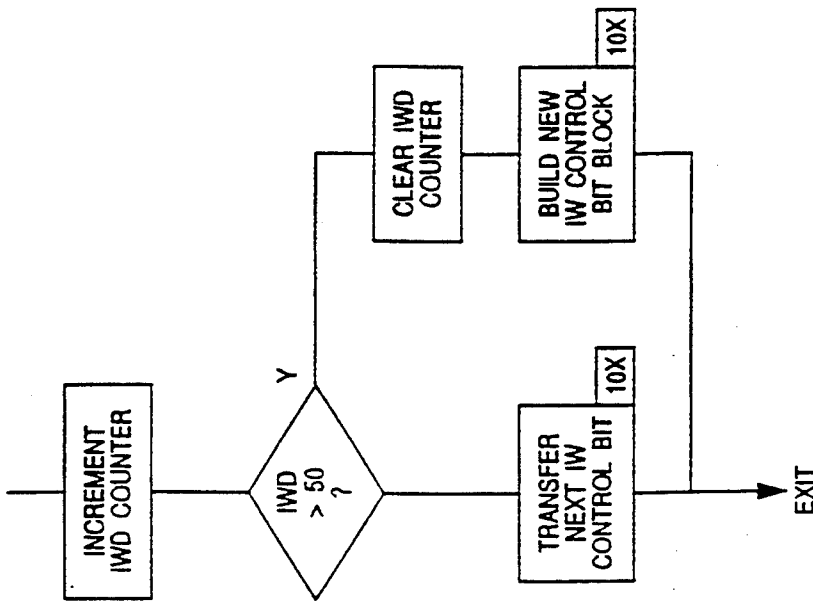 INCREMENT
IWD COUNTER
IWD
> 50
?
Y
CLEAR IWD
COUNTER
BUILD NEW
IW CONTROL
BIT BLOCK
10X
TRANSFER
NEXT IW
CONTROL BIT
10X
EXIT